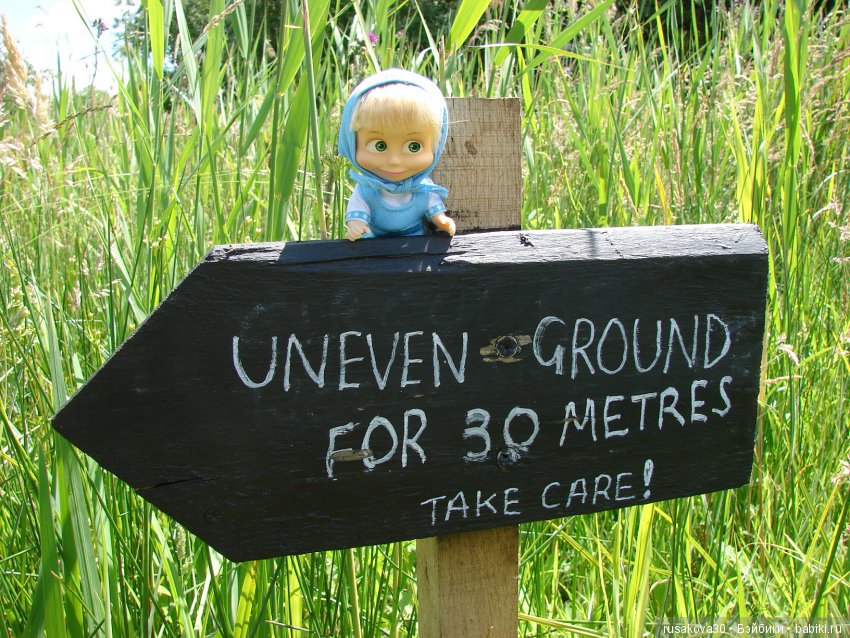 UNEVEN GROUND
FOR 30 METRES
TAKE CARE!
rusakova30 - Бэйбики - babiki.ru